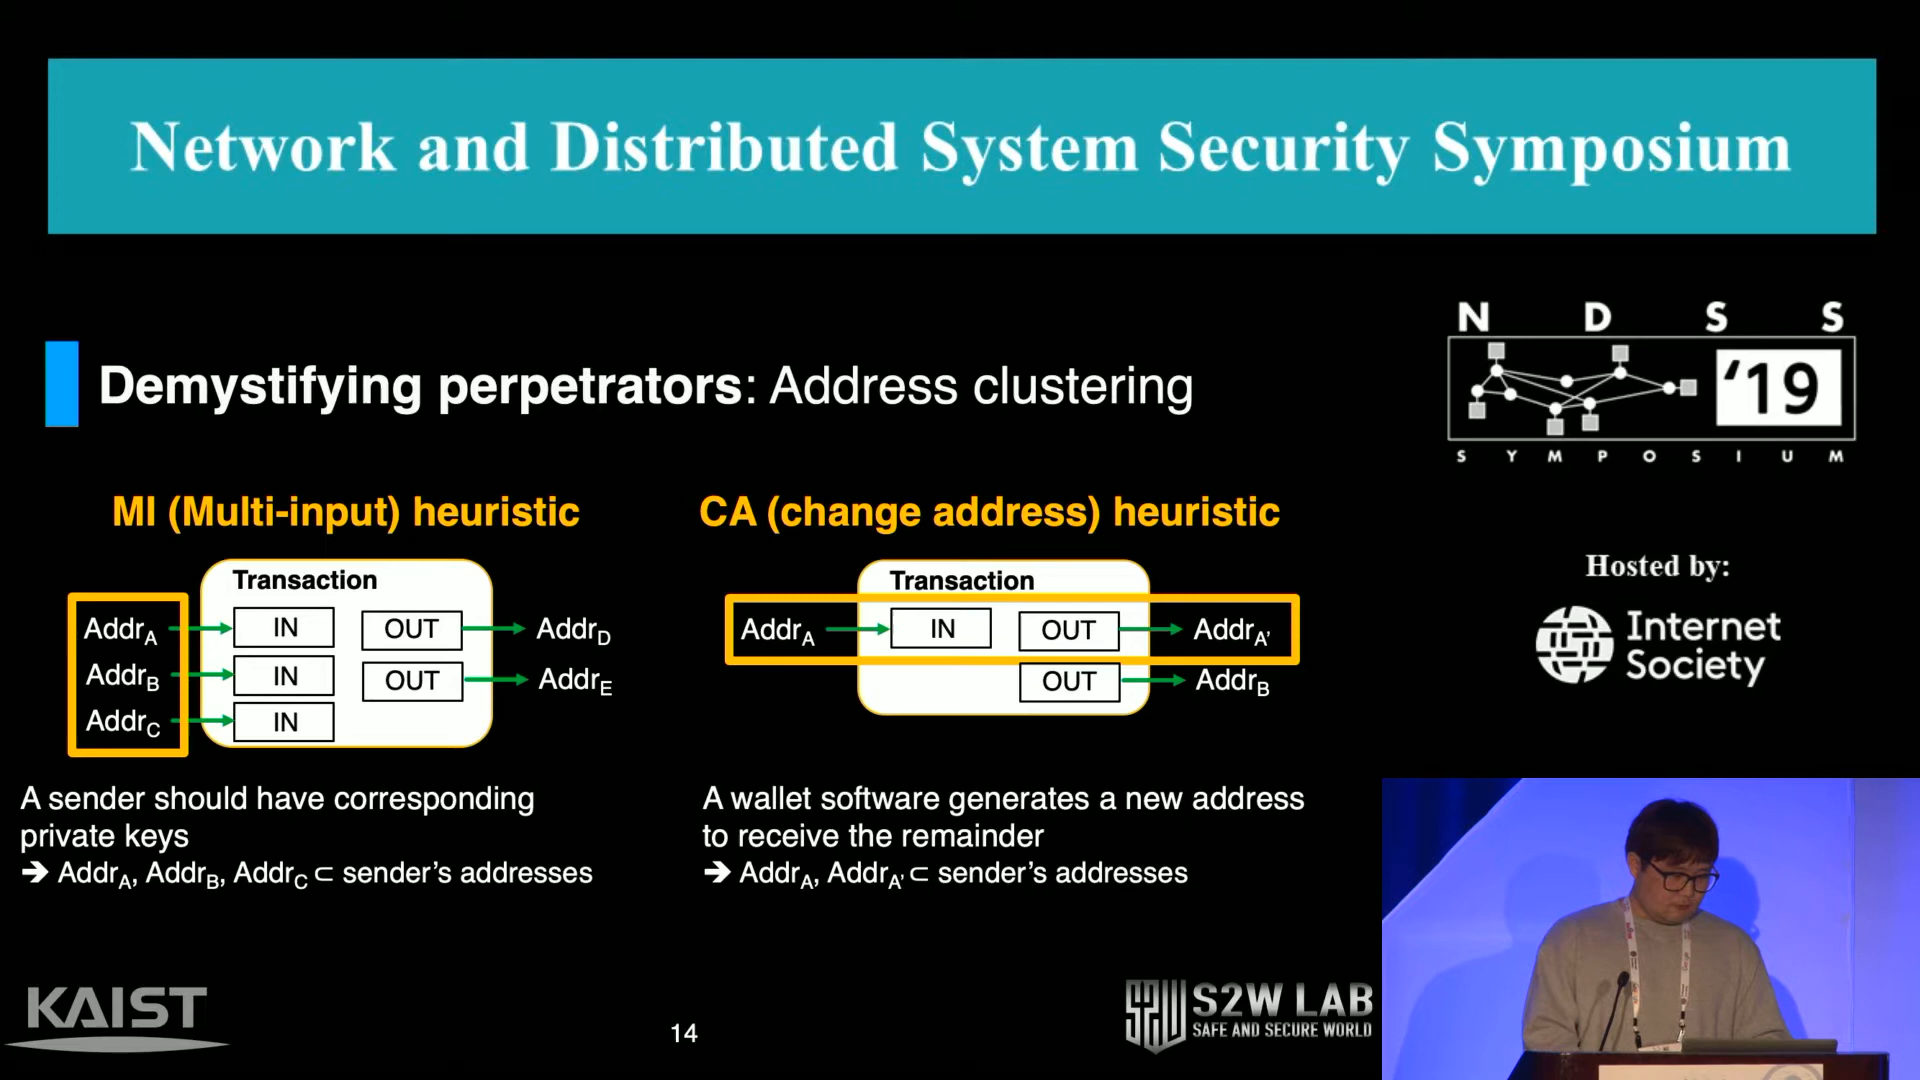 Network and Distributed System Security Symposium
N D S S
'19
S Y M P O S I U M
Demystifying perpetrators: Address clustering
MI (Multi-input) heuristic
Transaction
AddrA IN OUT AddrD
AddrB IN OUT AddrE
AddrC IN
A sender should have corresponding
private keys
➔ AddrA, AddrB, AddrC ⊂ sender's addresses
CA (change address) heuristic
Transaction
AddrA IN OUT AddrA'
OUT AddrB
A wallet software generates a new address
to receive the remainder
➔ AddrA, AddrA' ⊂ sender's addresses
Hosted by:
Internet
Society
KAIST
14
S2W LAB
SAFE AND SECURE WORLD